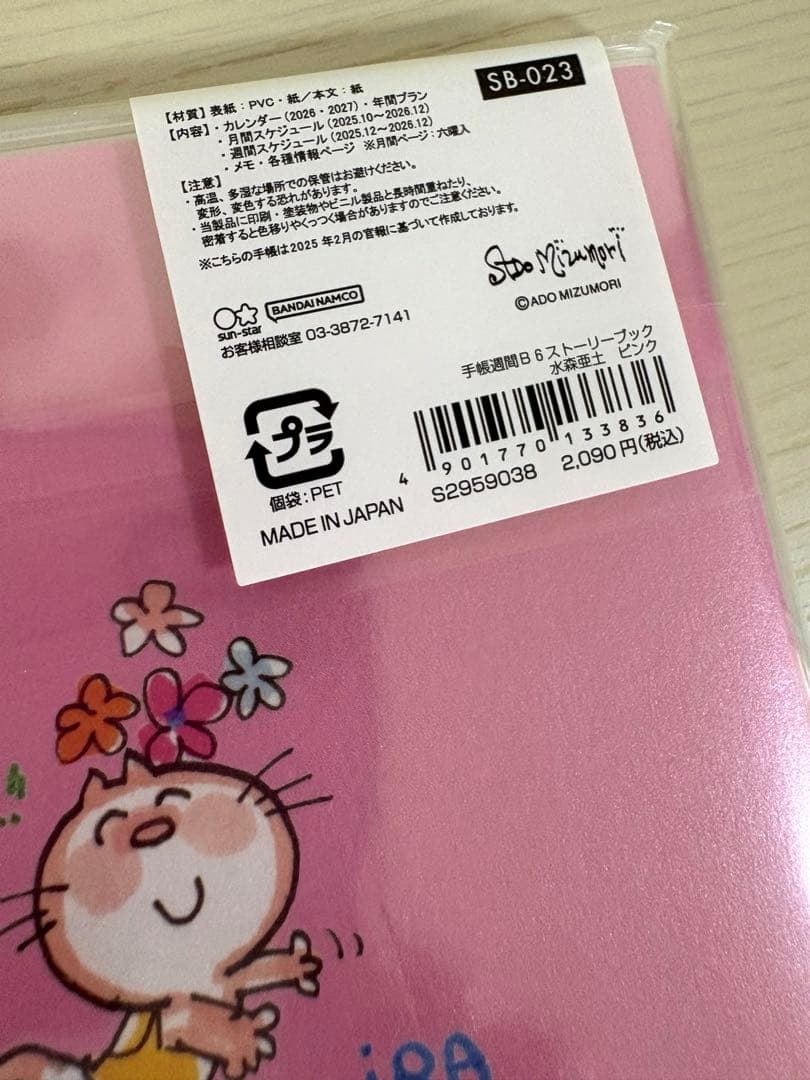 SB-023
【材質】表紙：PVC・紙／本文：紙
【内容】・カレンダー(2026・2027)・年間プラン
・月間スケジュール(2025.10～2026.12)
・週間スケジュール(2025.12～2026.12)
・メモ・各種情報ページ ※月間ページ：六曜入
【注意】
・高温、多湿な場所での保管はお避けください。
変形、変色する恐れがあります。
・当製品に印刷・塗装物やビニル製品と長時間重ねたり、
密着すると色移りやくっつく場合がありますのでご注意ください。
※こちらの手帳は2025年2月の官報に基づいて作成しております。
ADO Mizumori
©ADO MIZUMORI
sun-star
BANDAI NAMCO
お客様相談室 03-3872-7141
手帳週間B6ストーリーブック
水森亜土 ピンク
プラ
個袋：PET
MADE IN JAPAN
4 901770 133836
S2959038 2,090円(税込)